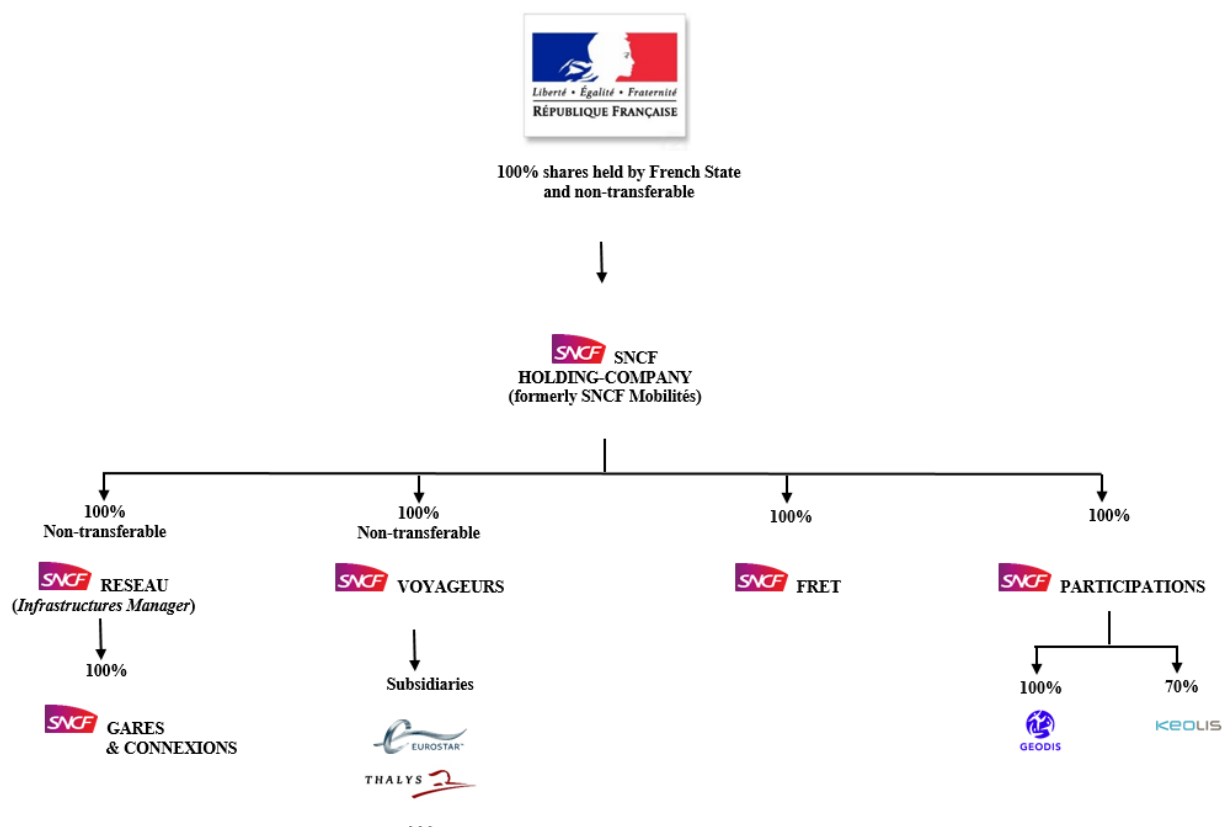 Liberté • Égalité • Fraternité
RÉPUBLIQUE FRANÇAISE
100% shares held by French State
and non-transferable
SNCF SNCF
HOLDING-COMPANY
(formerly SNCF Mobilités)
100%
Non-transferable
100%
Non-transferable
100%
100%
SNCF RESEAU
(Infrastructures Manager)
SNCF VOYAGEURS
SNCF FRET
SNCF PARTICIPATIONS
100%
Subsidiaries
100%
70%
SNCF GARES
& CONNEXIONS
EUROSTAR™
THALYS
GEODIS
KEOLIS
...